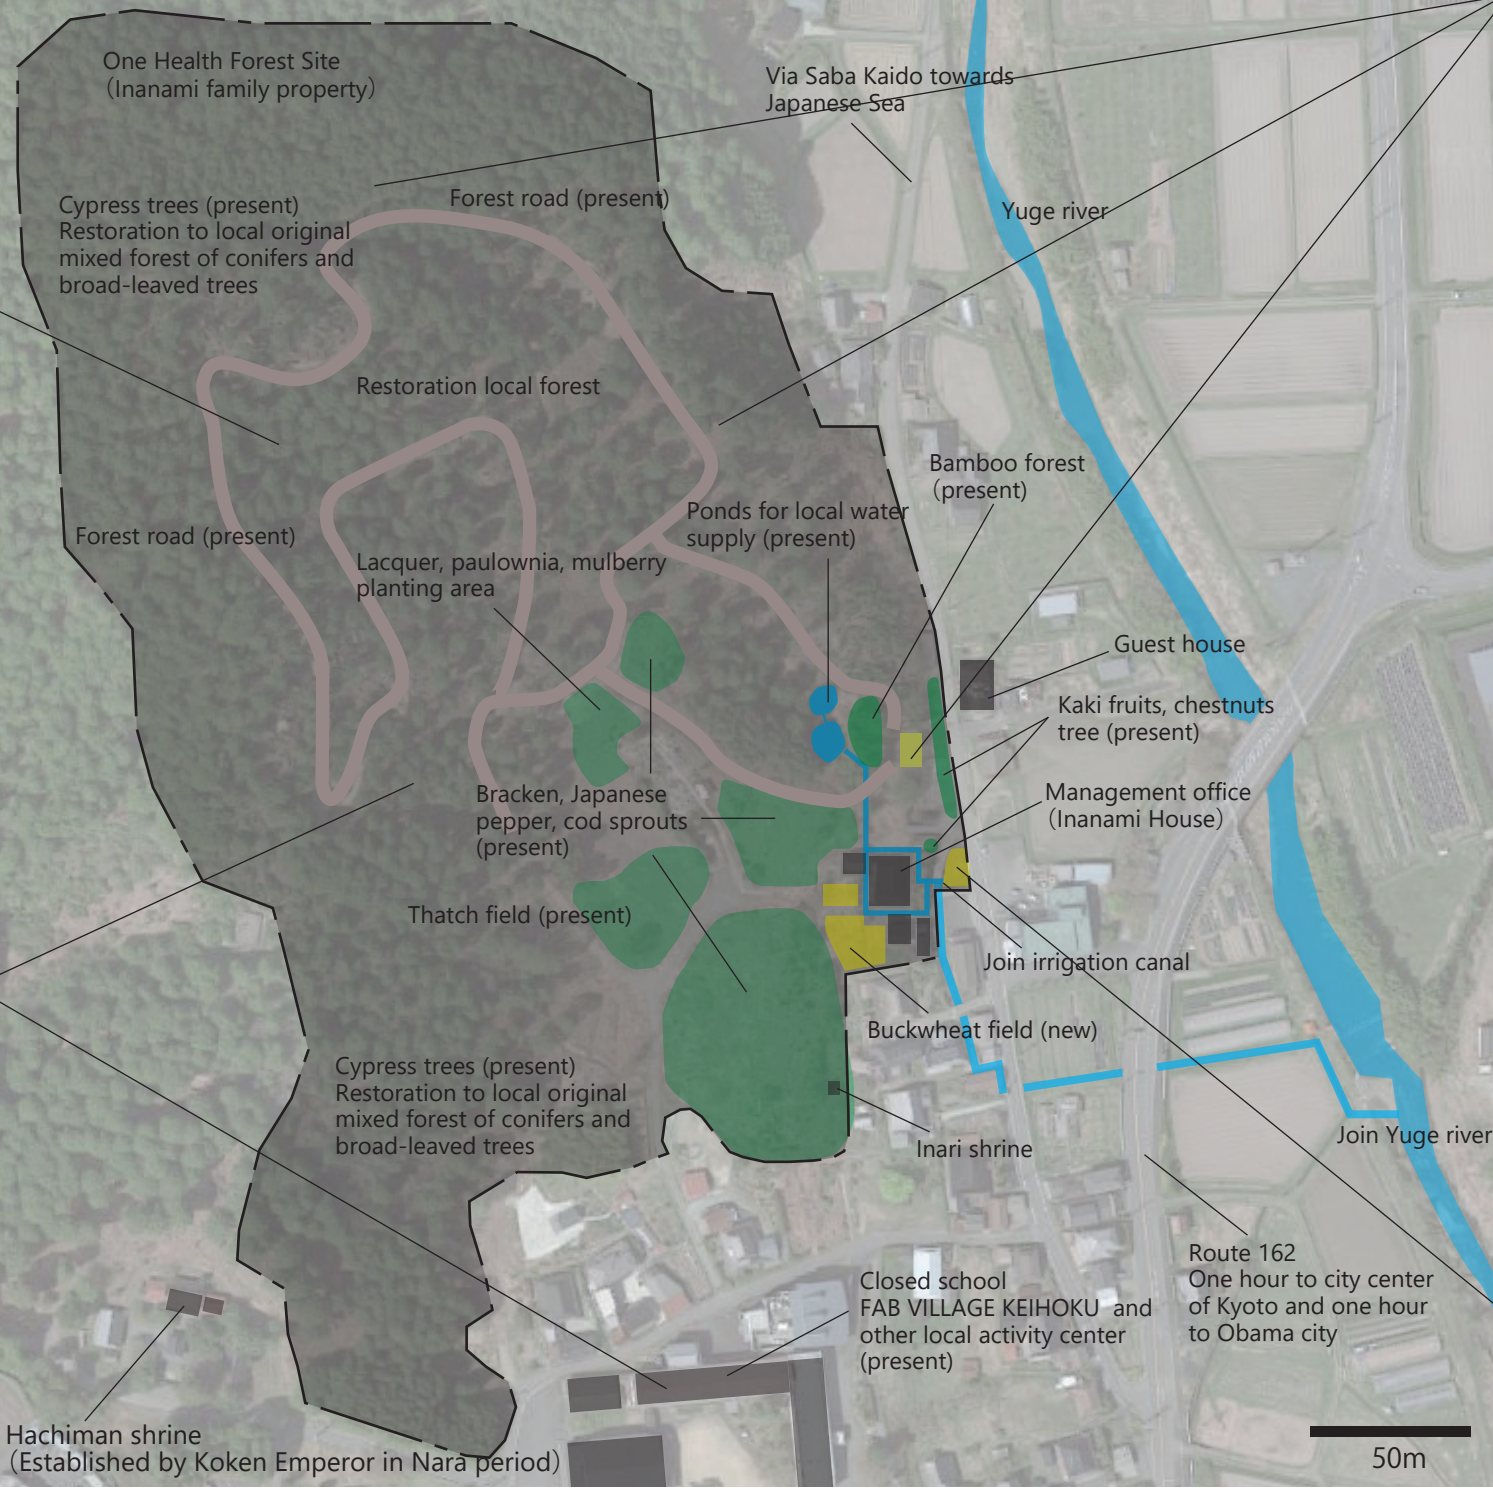 One Health Forest Site
（Inanami family property）
Via Saba Kaido towards
Japanese Sea
Forest road (present)
Cypress trees (present)
Restoration to local original
mixed forest of conifers and
broad-leaved trees
Yuge river
Restoration local forest
Bamboo forest
（present)
Ponds for local water
supply (present)
Forest road (present)
Lacquer, paulownia, mulberry
planting area
Guest house
Kaki fruits, chestnuts
tree (present)
Bracken, Japanese
pepper, cod sprouts
(present)
Management office
（Inanami House）
Thatch field (present)
Join irrigation canal
Buckwheat field (new)
Cypress trees (present)
Restoration to local original
mixed forest of conifers and
broad-leaved trees
Inari shrine
Join Yuge river
Route 162
One hour to city center
of Kyoto and one hour
to Obama city
Closed school
FAB VILLAGE KEIHOKU and
other local activity center
(present)
Hachiman shrine
（Established by Koken Emperor in Nara period）
50m